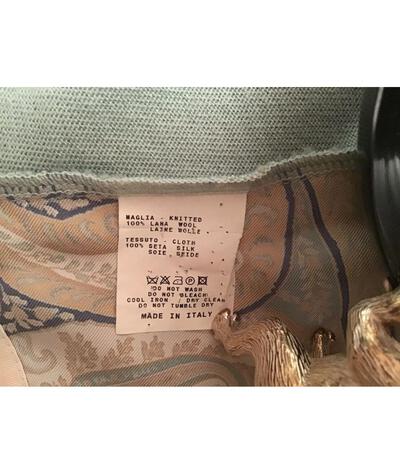 MAGLIA - KNITTED
100% LANA WOOL
LAINE WOLLE
TESSUTO - CLOTH
100% SETA SILK
SOIE SEIDE
DO NOT WASH
DO NOT BLEACH
COOL IRON / DRY CLEAN
DO NOT TUMBLE DRY
MADE IN ITALY